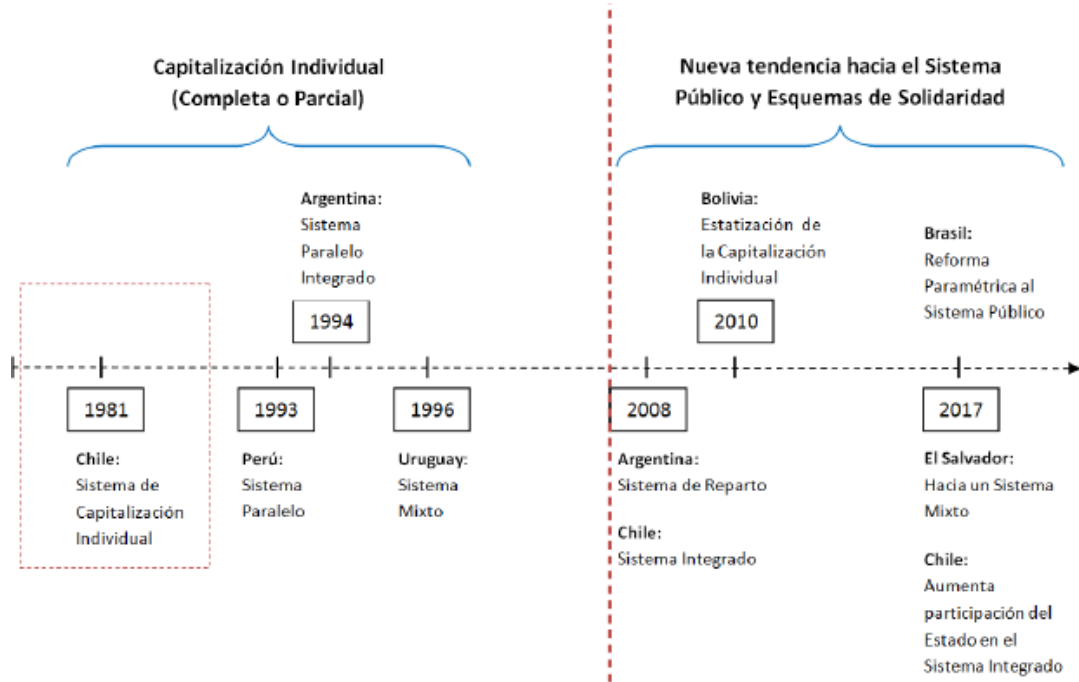 Capitalización Individual
(Completa o Parcial)
Nueva tendencia hacia el Sistema
Público y Esquemas de Solidaridad
Argentina:
Sistema
Paralelo
Integrado
1994
Bolivia:
Estatización de
la Capitalización
Individual
2010
Brasil:
Reforma
Paramétrica al
Sistema Público
1981
Chile:
Sistema de
Capitalización
Individual
1993
Perú:
Sistema
Paralelo
1996
Uruguay:
Sistema
Mixto
2008
Argentina:
Sistema de Reparto
Chile:
Sistema Integrado
2017
El Salvador:
Hacia un Sistema
Mixto
Chile:
Aumenta
participación del
Estado en el
Sistema Integrado